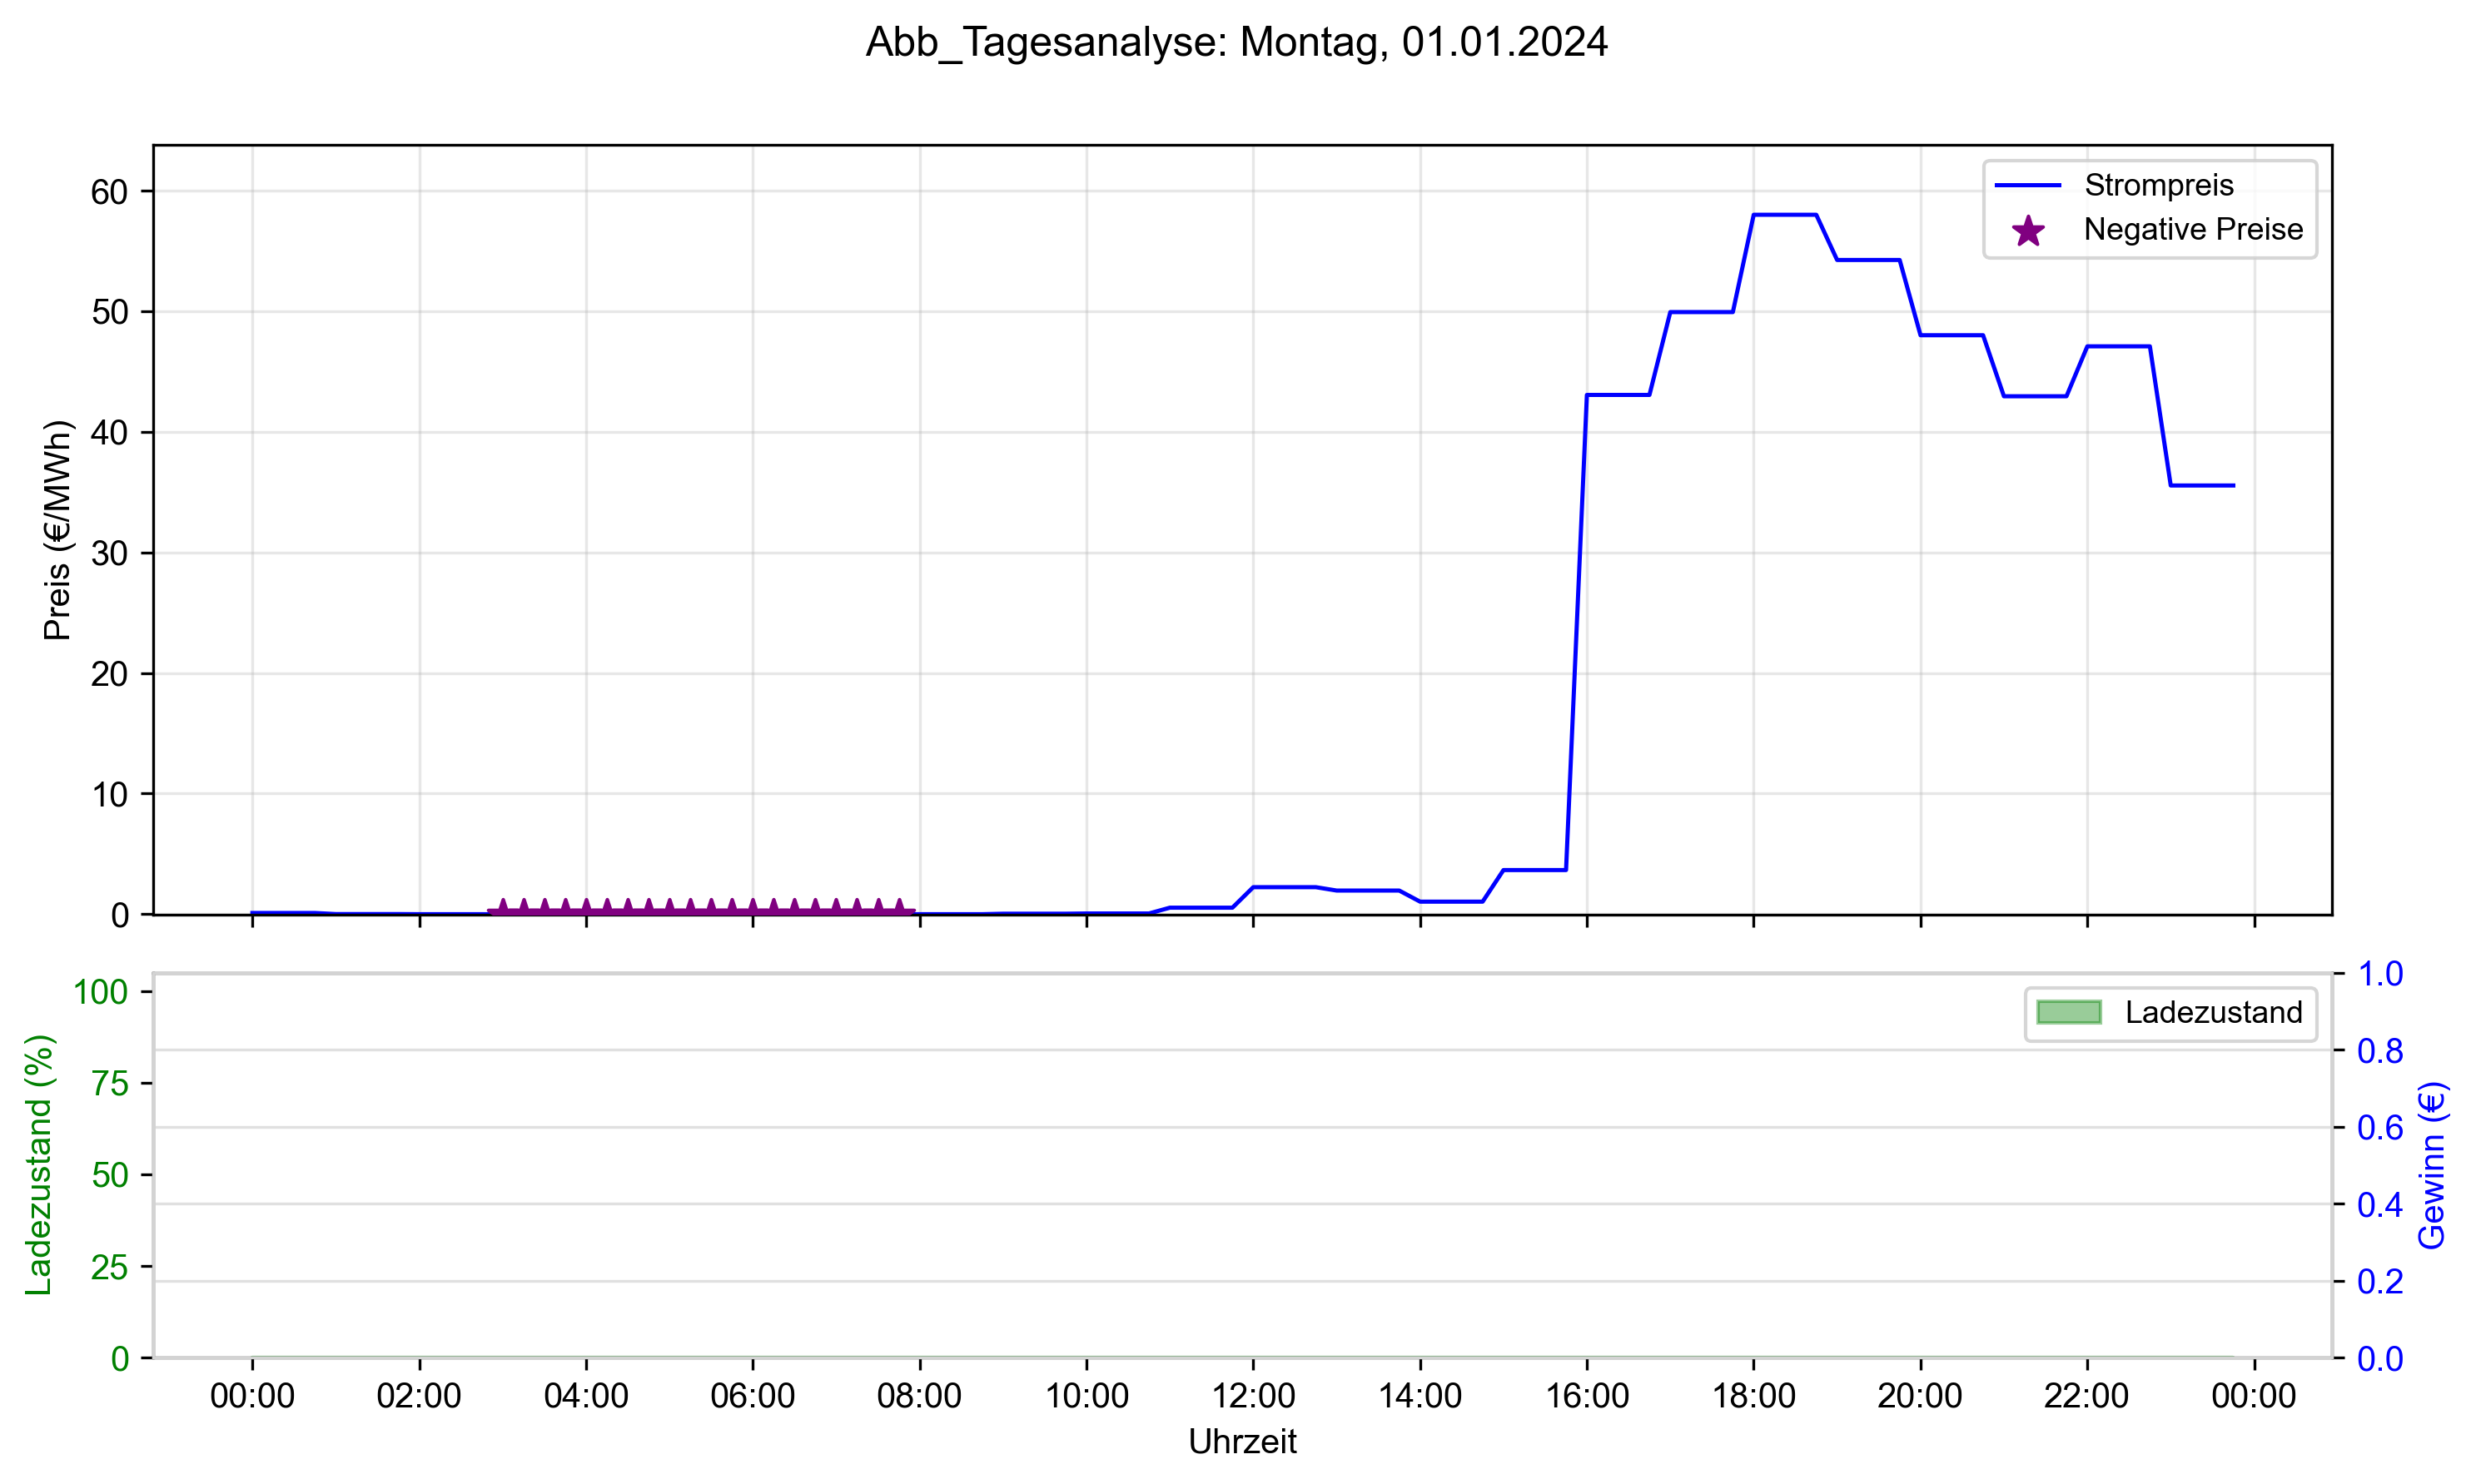 Abb_Tagesanalyse: Montag, 01.01.2024
Preis (€/MWh)
60
50
40
30
20
10
0
Strompreis
Negative Preise
Ladezustand (%)
100
75
50
25
0
Ladezustand
1.0
0.8
0.6
0.4
0.2
0.0
Gewinn (€)
00:00 02:00 04:00 06:00 08:00 10:00 12:00 14:00 16:00 18:00 20:00 22:00 00:00
Uhrzeit